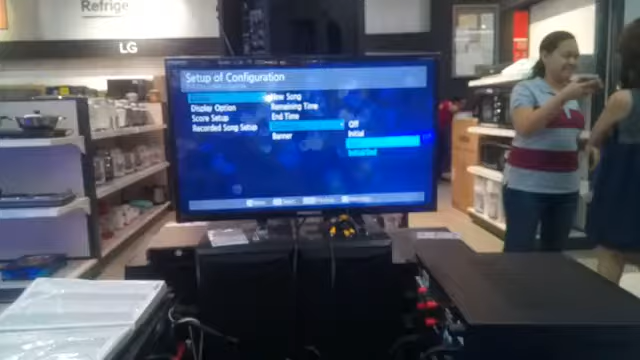 Refrige
LG
Setup of Configuration
New Song
Display Option
Remaining Time
Score Setup
End Time
Recorded Song Setup
Banner
Off
Initial